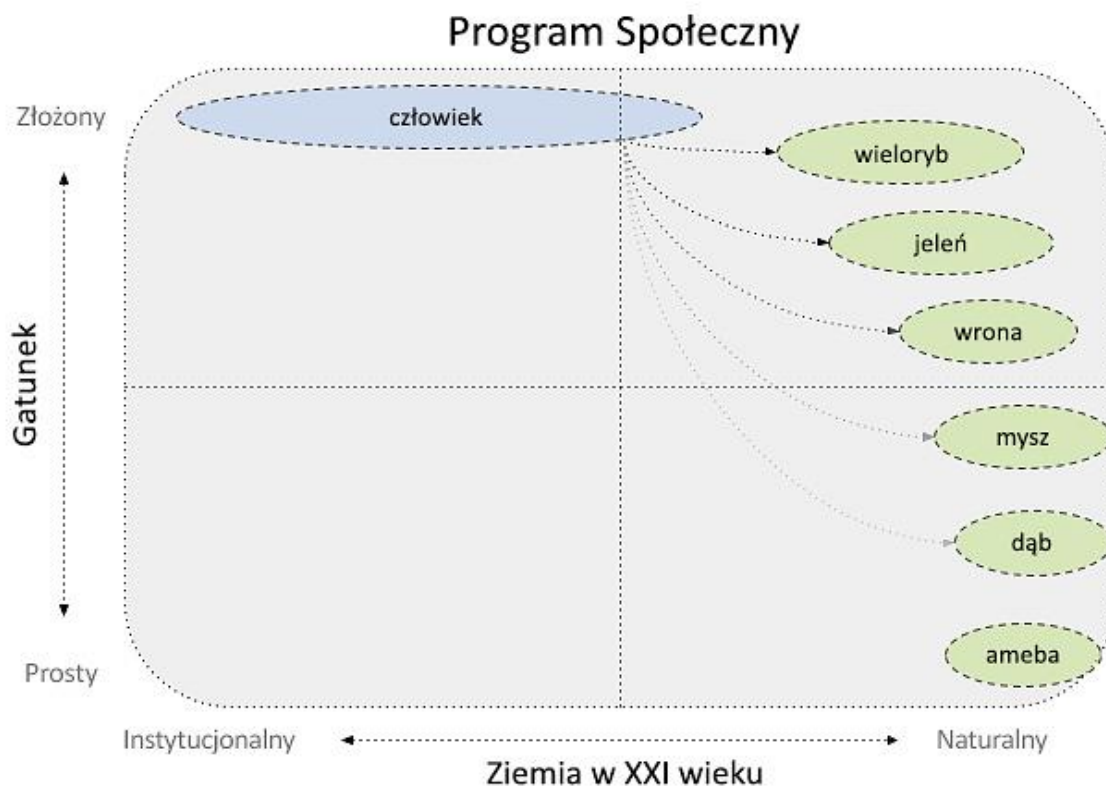 Program Społeczny
Złożony
człowiek
wieloryb
jeleń
wrona
Gatunek
mysz
dąb
ameba
Prosty
Instytucjonalny
Naturalny
Ziemia w XXI wieku